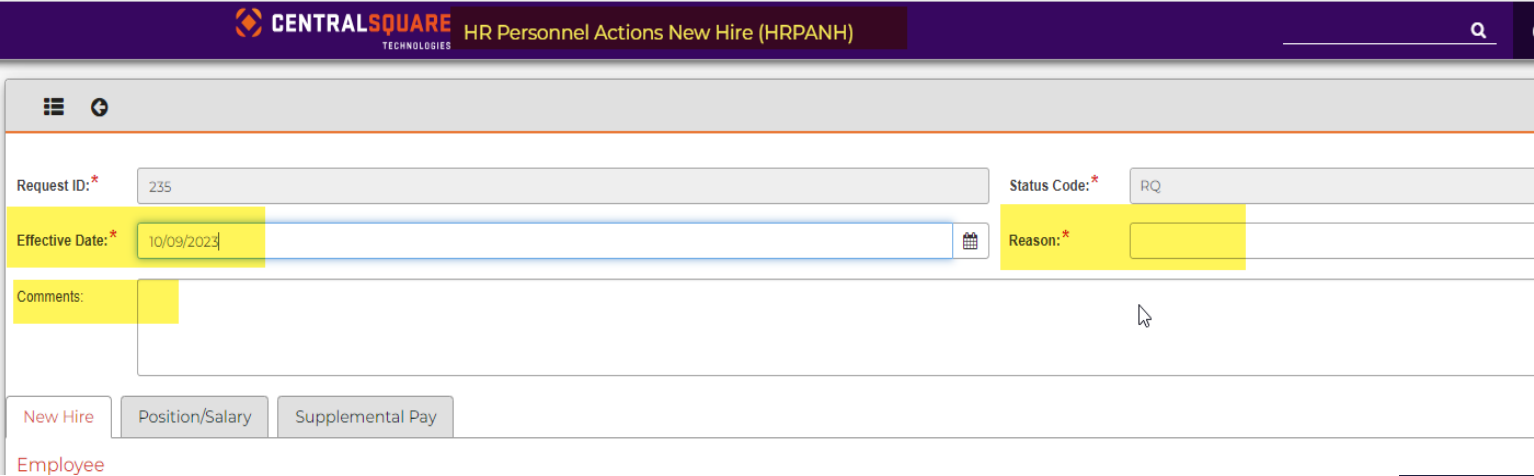 CENTRALSQUARE
TECHNOLOGIES
HR Personnel Actions New Hire (HRPANH)
Request ID:* 235 Status Code:* RQ
Effective Date:* 10/09/2023 Reason:*
Comments:
New Hire Position/Salary Supplemental Pay
Employee